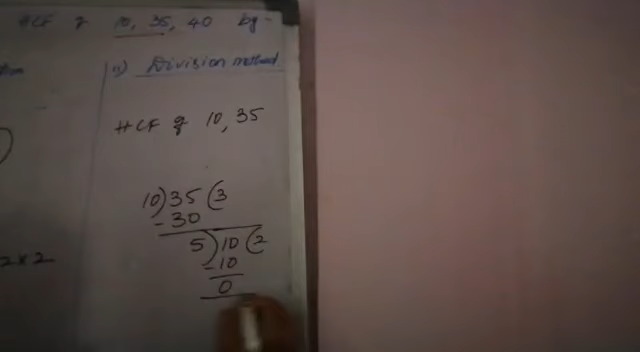 HCF of 10, 35, 40 by -
ii) Division method
HCF of 10, 35
10)35(3
-30
5)10(2
-10
0
2x2